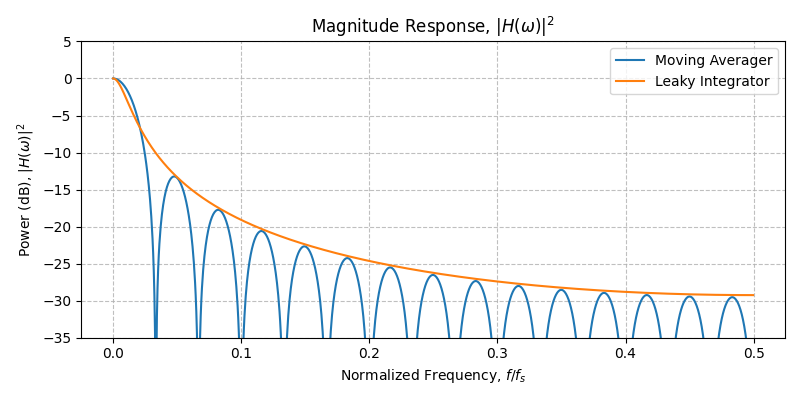 Magnitude Response, |H(ω)|²
Moving Averager
Leaky Integrator
Power (dB), |H(ω)|²
5
0
−5
−10
−15
−20
−25
−30
−35
0.0 0.1 0.2 0.3 0.4 0.5
Normalized Frequency, f/fₛ